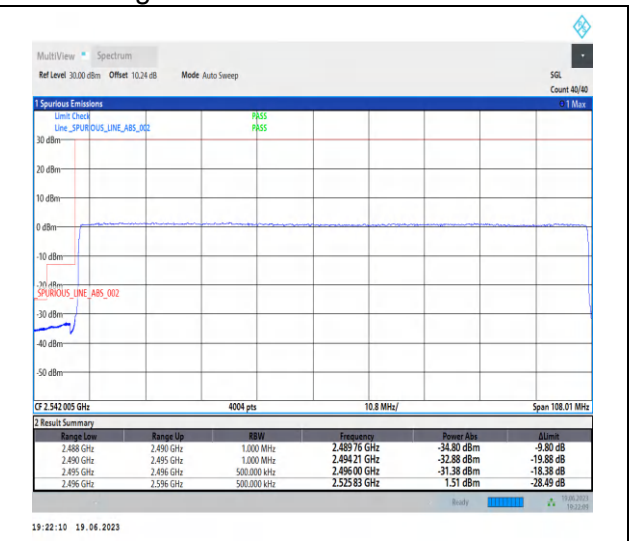 MultiView Spectrum
Ref Level 30.00 dBm Offset 10.24 dB Mode Auto Sweep SGL
Count 40/40
1 Spurious Emissions 1 Max
Limit Check PASS
Line _SPURIOUS_LINE_ABS_002 PASS
30 dBm
20 dBm
10 dBm
0 dBm
-10 dBm
-20 dBm
_SPURIOUS_LINE_ABS_002
-30 dBm
-40 dBm
-50 dBm
CF 2.542 005 GHz 4004 pts 10.8 MHz/ Span 108.01 MHz
2 Result Summary
Range Low Range Up RBW Frequency Power Abs ΔLimit
2.488 GHz 2.490 GHz 1.000 MHz 2.489 76 GHz -34.80 dBm -9.80 dB
2.490 GHz 2.495 GHz 1.000 MHz 2.494 21 GHz -32.88 dBm -19.88 dB
2.495 GHz 2.496 GHz 500.000 kHz 2.496 00 GHz -31.38 dBm -18.38 dB
2.496 GHz 2.596 GHz 500.000 kHz 2.525 83 GHz 1.51 dBm -28.49 dB
Ready 19.06.2023
19:22:09
19:22:10 19.06.2023